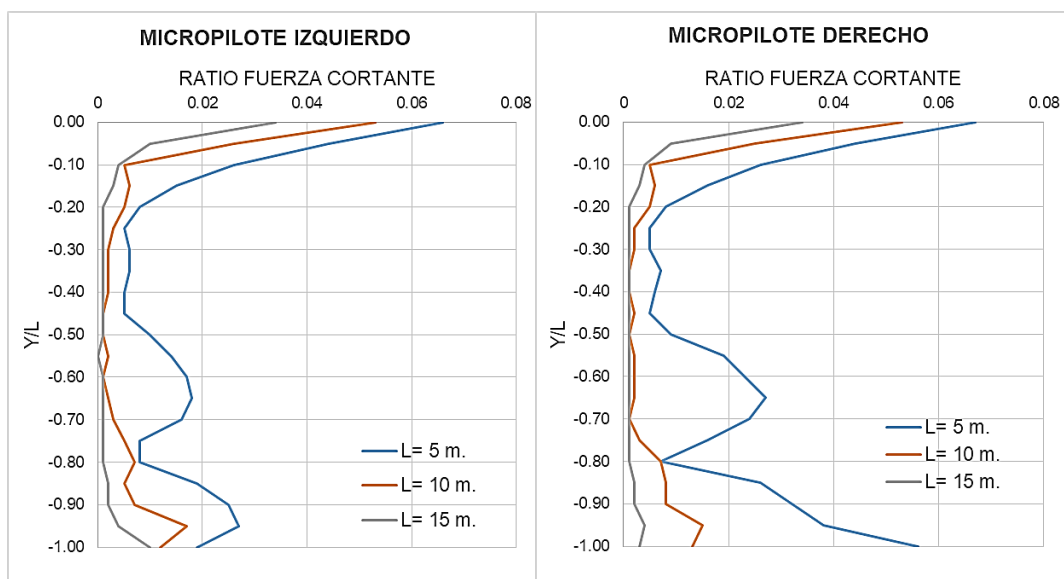 MICROPILOTE IZQUIERDO
RATIO FUERZA CORTANTE
0 0.02 0.04 0.06 0.08
0.00
-0.10
-0.20
-0.30
-0.40
-0.50
-0.60
-0.70
-0.80
-0.90
-1.00
Y/L
L= 5 m.
L= 10 m.
L= 15 m.
MICROPILOTE DERECHO
RATIO FUERZA CORTANTE
0 0.02 0.04 0.06 0.08
0.00
-0.10
-0.20
-0.30
-0.40
-0.50
-0.60
-0.70
-0.80
-0.90
-1.00
Y/L
L= 5 m.
L= 10 m.
L= 15 m.